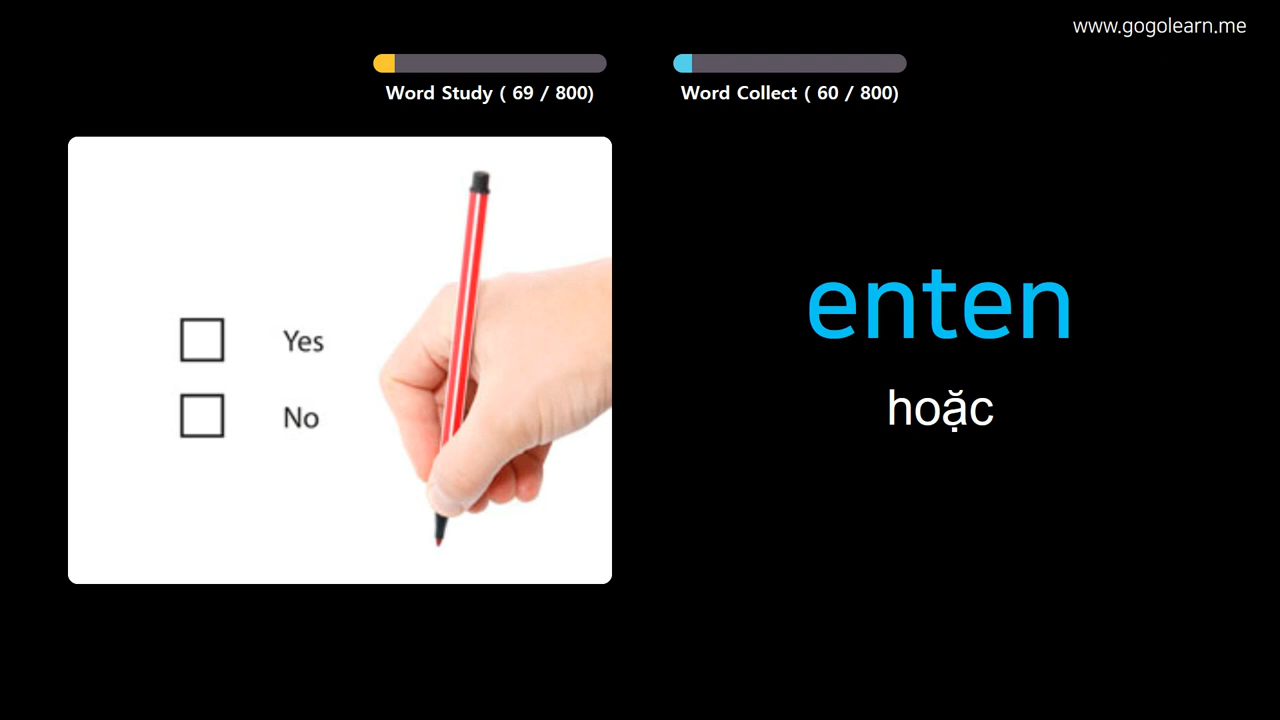 www.gogolearn.me
Word Study ( 69 / 800)
Word Collect ( 60 / 800)
Yes
No
enten
hoặc